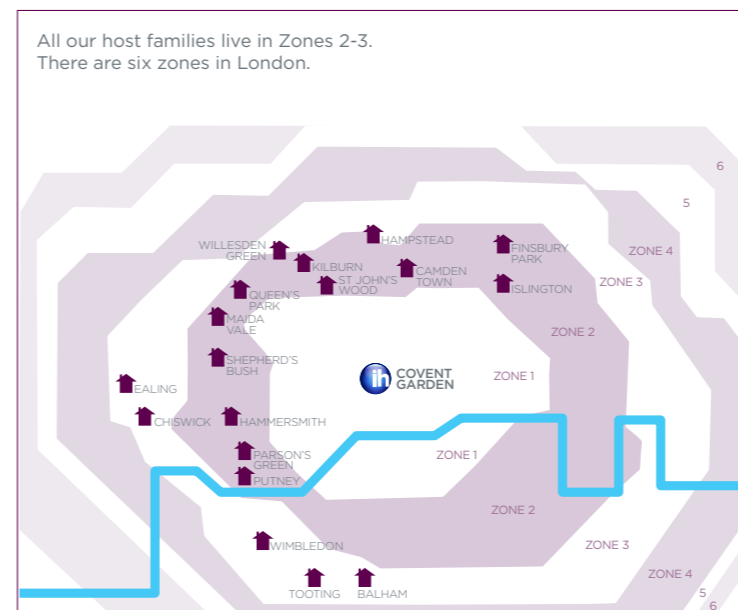 All our host families live in Zones 2-3.
There are six zones in London.
6
5
ZONE 4
ZONE 3
HAMPSTEAD
WILLESDEN
GREEN
FINSBURY
PARK
KILBURN
CAMDEN
TOWN
ST JOHN'S
WOOD
ISLINGTON
QUEEN'S
PARK
MAIDA
VALE
ZONE 2
SHEPHERD'S
BUSH
ih
COVENT
GARDEN
ZONE 1
EALING
CHISWICK
HAMMERSMITH
PARSON'S
GREEN
ZONE 1
PUTNEY
ZONE 2
WIMBLEDON
ZONE 3
ZONE 4
TOOTING
BALHAM
5
6